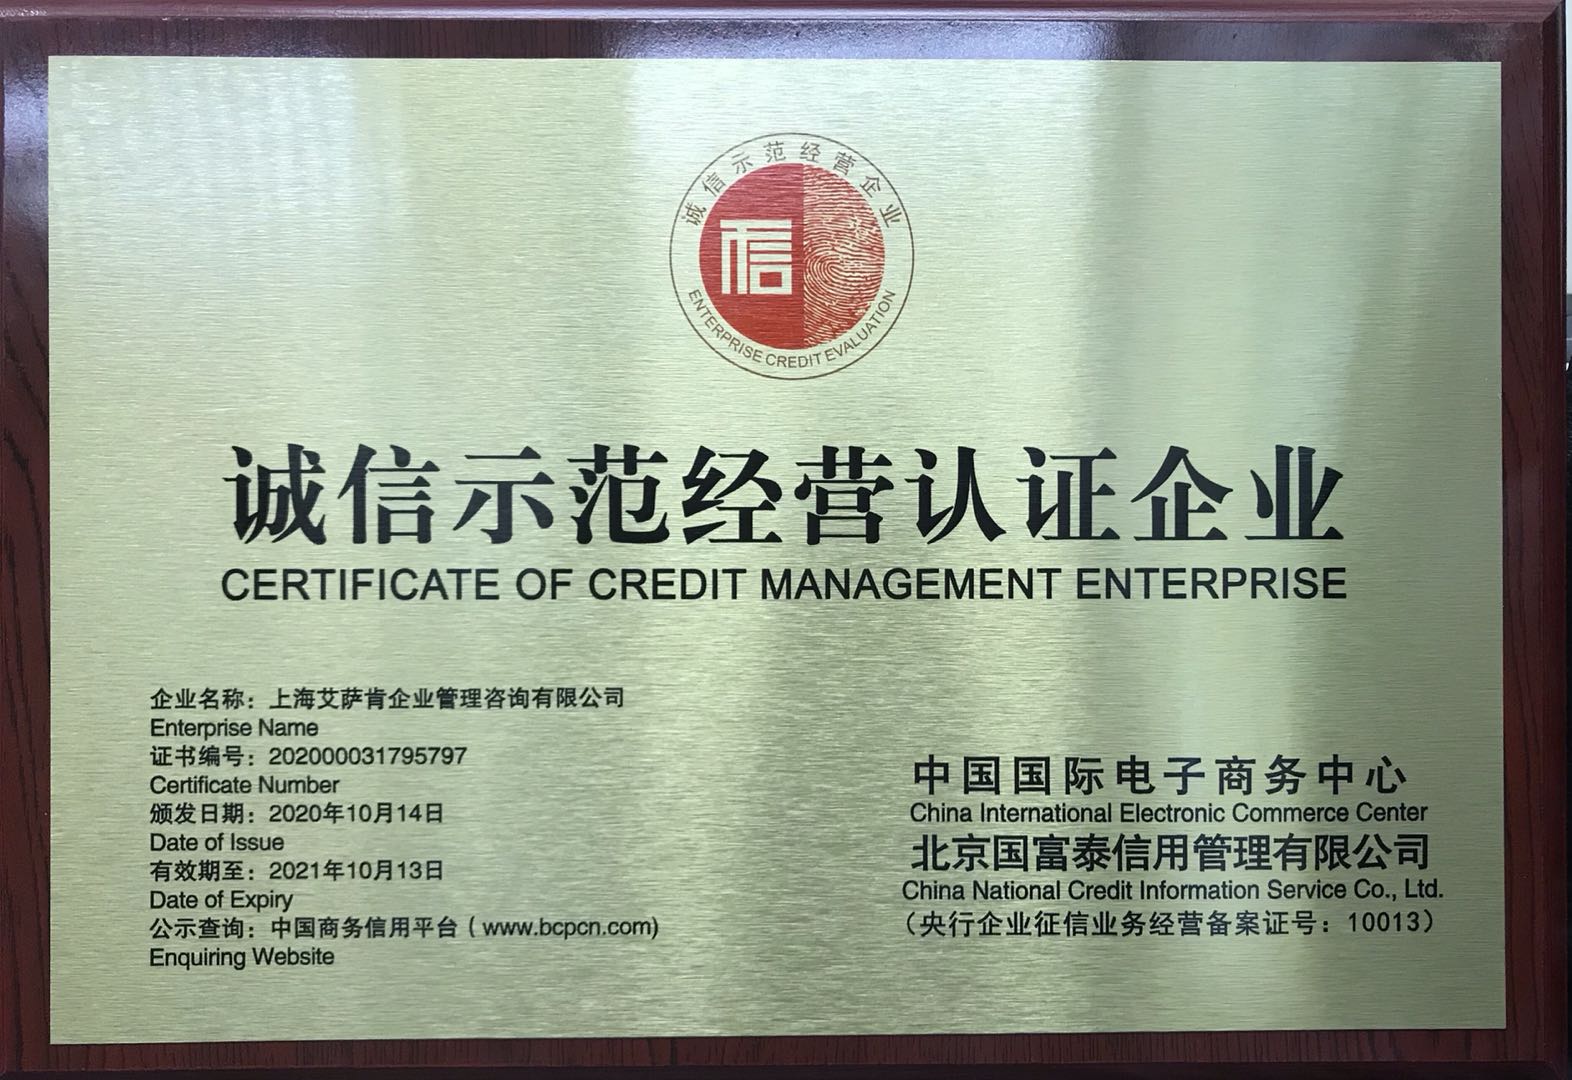 诚信示范经营企业
信
ENTERPRISE CREDIT EVALUATION
诚信示范经营认证企业
CERTIFICATE OF CREDIT MANAGEMENT ENTERPRISE
企业名称：上海艾萨肯企业管理咨询有限公司
Enterprise Name
证书编号：202000031795797
Certificate Number
颁发日期：2020年10月14日
Date of Issue
有效期至：2021年10月13日
Date of Expiry
公示查询：中国商务信用平台（www.bcpcn.com)
Enquiring Website
中国国际电子商务中心
China International Electronic Commerce Center
北京国富泰信用管理有限公司
China National Credit Information Service Co., Ltd.
（央行企业征信业务经营备案证号：10013）